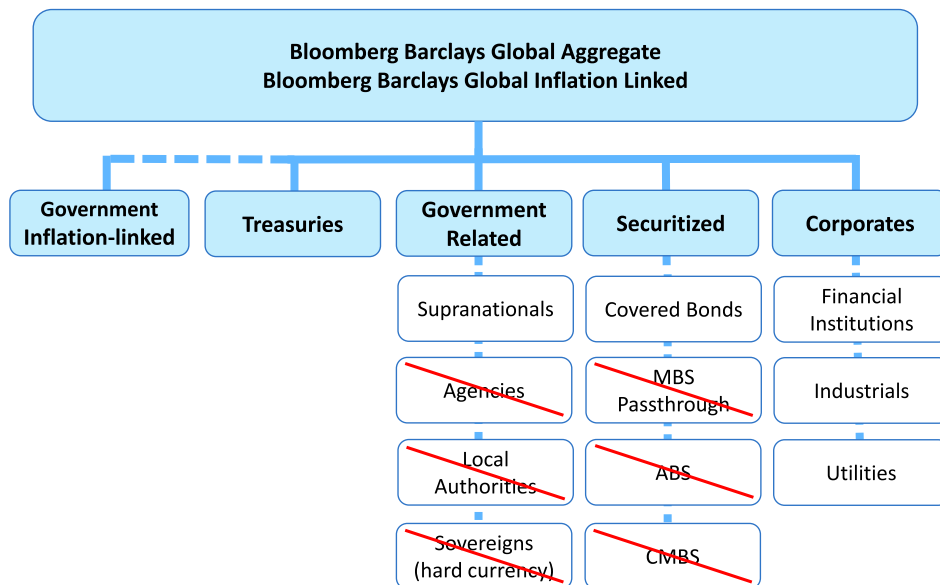 Bloomberg Barclays Global Aggregate
Bloomberg Barclays Global Inflation Linked
Government
Inflation-linked
Treasuries
Government
Related
Securitized
Corporates
Supranationals
Covered Bonds
Financial
Institutions
Agencies
MBS
Passthrough
Industrials
Local
Authorities
ABS
Utilities
Sovereigns
(hard currency)
CMBS